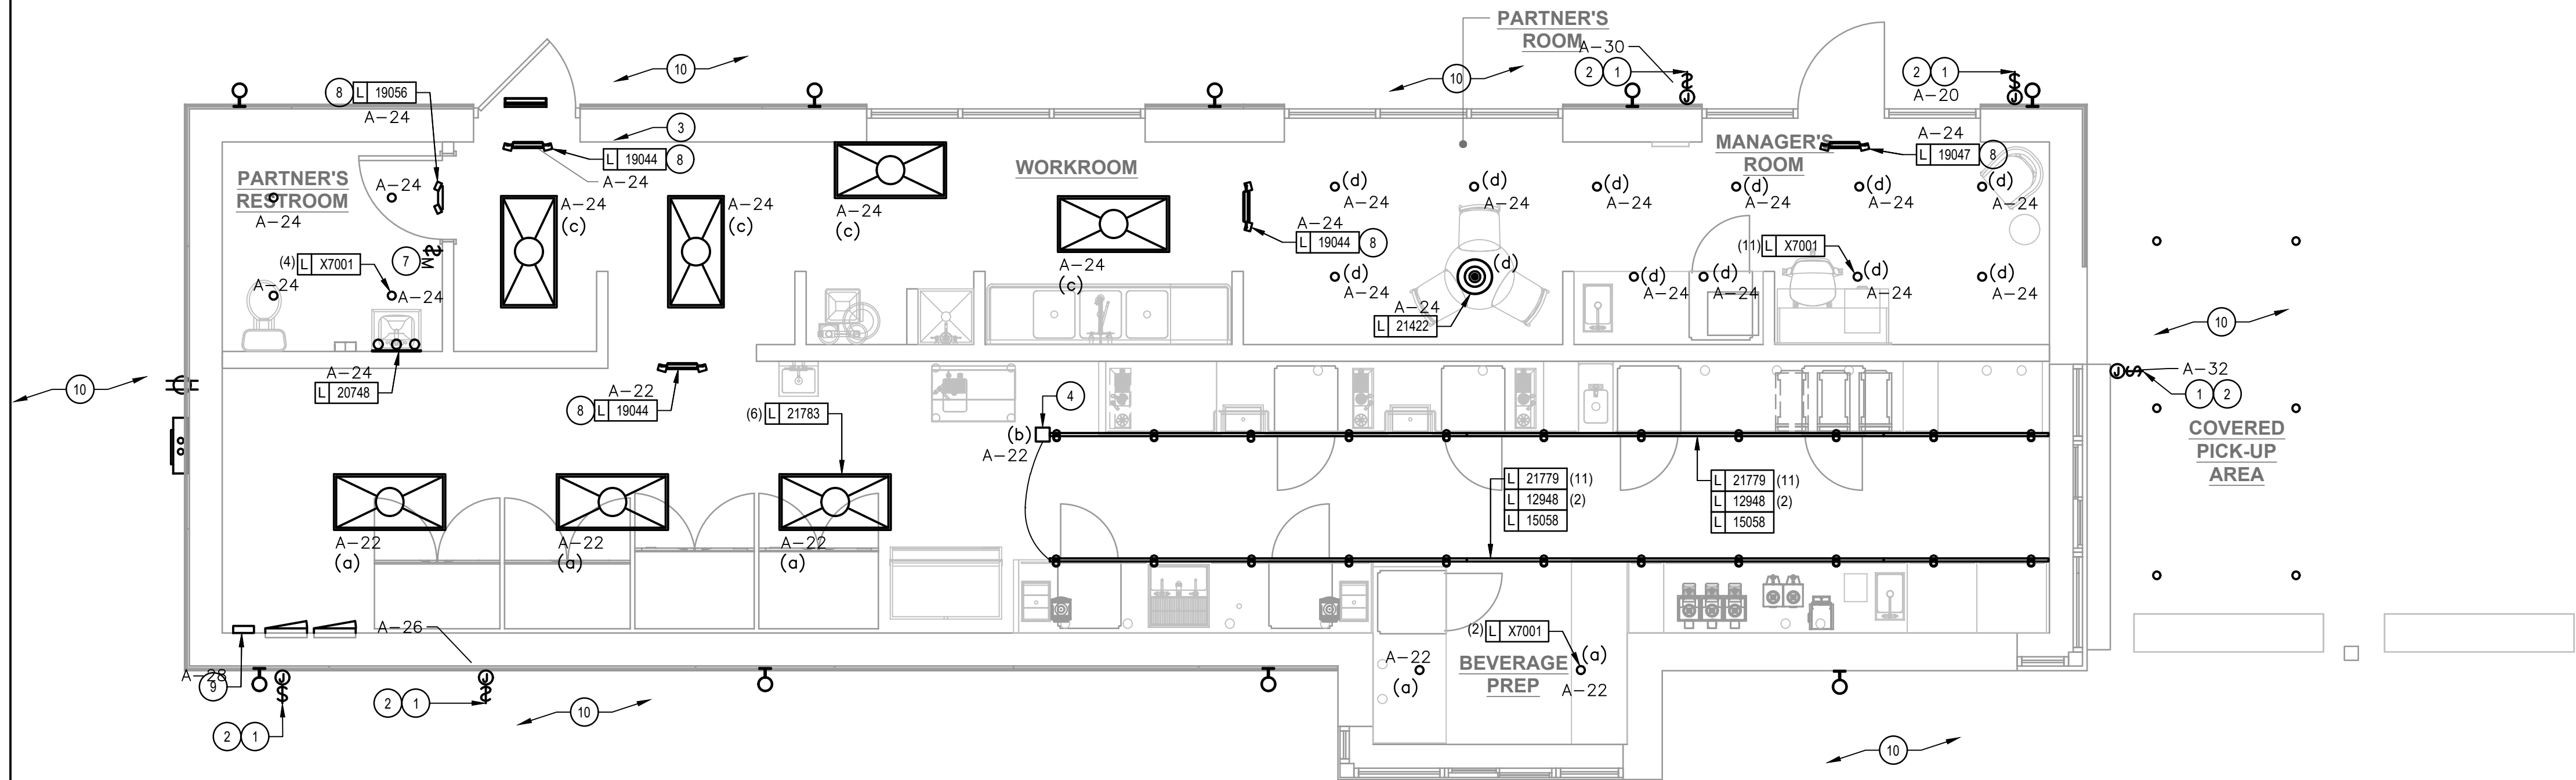 PARTNER'S
ROOM
A-30
2 1
2 1
A-20
10
10
8 L 19056
A-24
3
L 19044 8
A-24
WORKROOM
MANAGER'S
ROOM
A-24
L 19047 8
PARTNER'S
RESTROOM
A-24
A-24
A-24
(c)
A-24
(c)
A-24
(c)
A-24
(c)
A-24
L 19044 8
(d)
A-24
(d)
A-24
(d)
A-24
(d)
A-24
(d)
A-24
(d)
A-24
7
M
(4) L X7001
A-24
A-24
(d)
A-24
(d)
A-24
L 21422
(d)
A-24
(d)
A-24
(11) L X7001
(d)
A-24
(d)
A-24
10
10
A-24
L 20748
A-22
8 L 19044
(6) L 21783
4
(b)
A-22
J
A-32
1 2
COVERED
PICK-UP
AREA
L 21779 (11)
L 12948 (2)
L 15058
L 21779 (11)
L 12948 (2)
L 15058
A-22
(a)
A-22
(a)
A-22
(a)
A-26
A-28
9
J
J
2 1
2 1
10
(2) L X7001
A-22
(a)
BEVERAGE
PREP
(a)
A-22
10
J
J